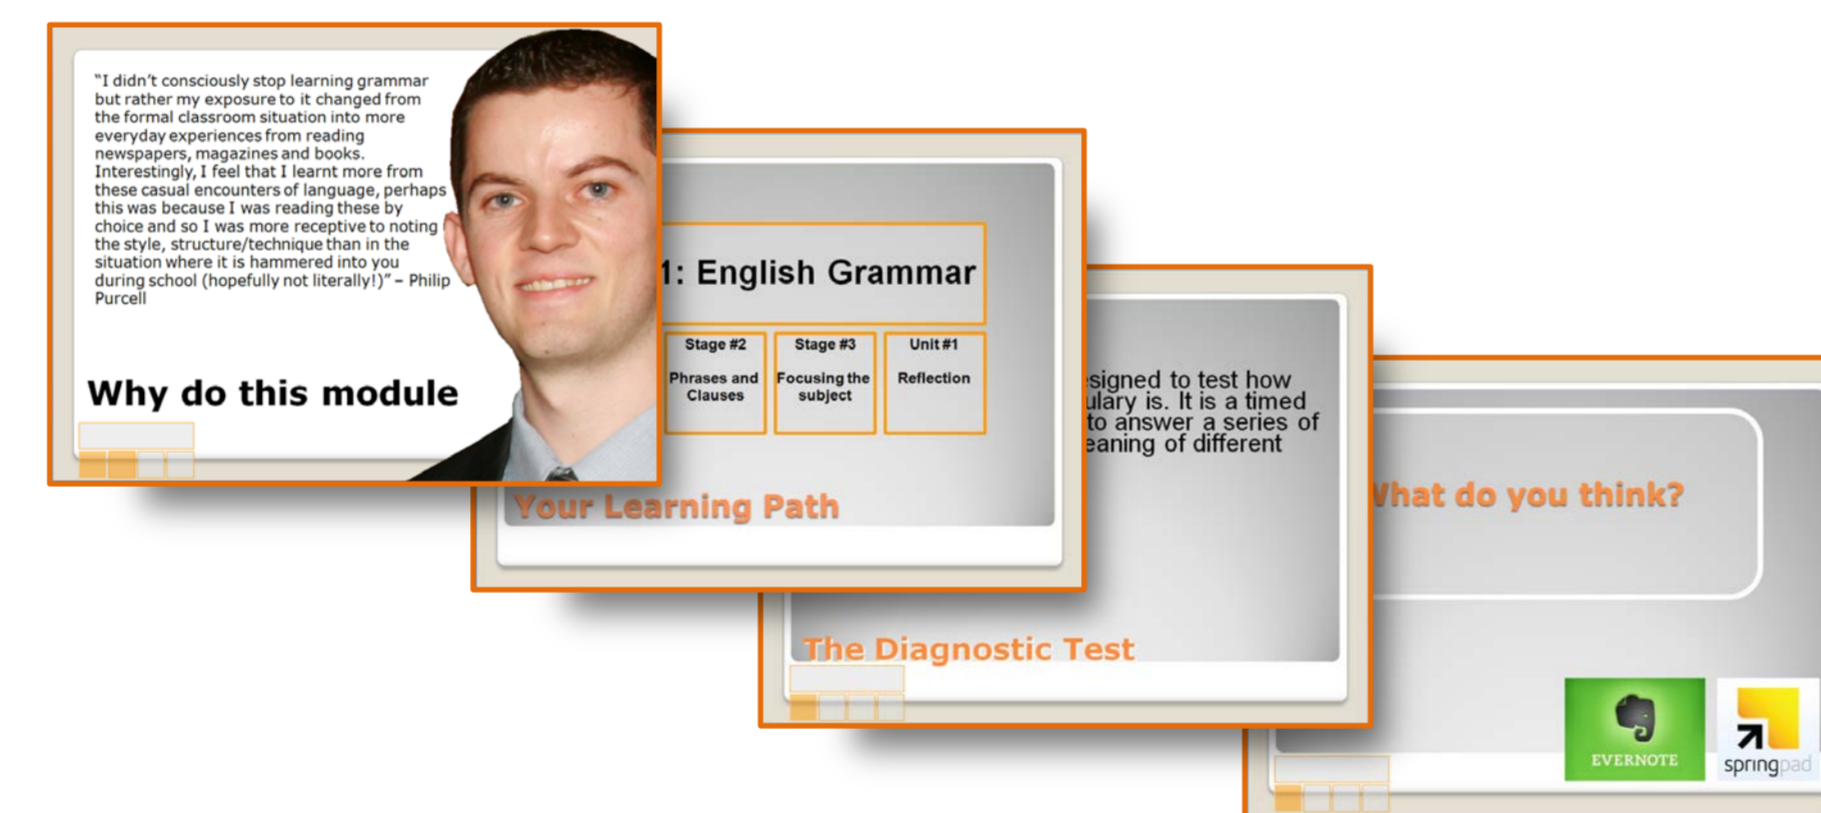 “I didn’t consciously stop learning grammar
but rather my exposure to it changed from
the formal classroom situation into more
everyday experiences from reading
newspapers, magazines and books.
Interestingly, I feel that I learnt more from
these casual encounters of language, perhaps
this was because I was reading these by
choice and so I was more receptive to noting
the style, structure/technique than in the
situation where it is hammered into you
during school (hopefully not literally!)” – Philip
Purcell
Why do this module
1: English Grammar
Stage #2
Phrases and
Clauses
Stage #3
Focusing the
subject
Unit #1
Reflection
Your Learning Path
signed to test how
ulary is. It is a timed
to answer a series of
eaning of different
The Diagnostic Test
What do you think?
EVERNOTE
springpad